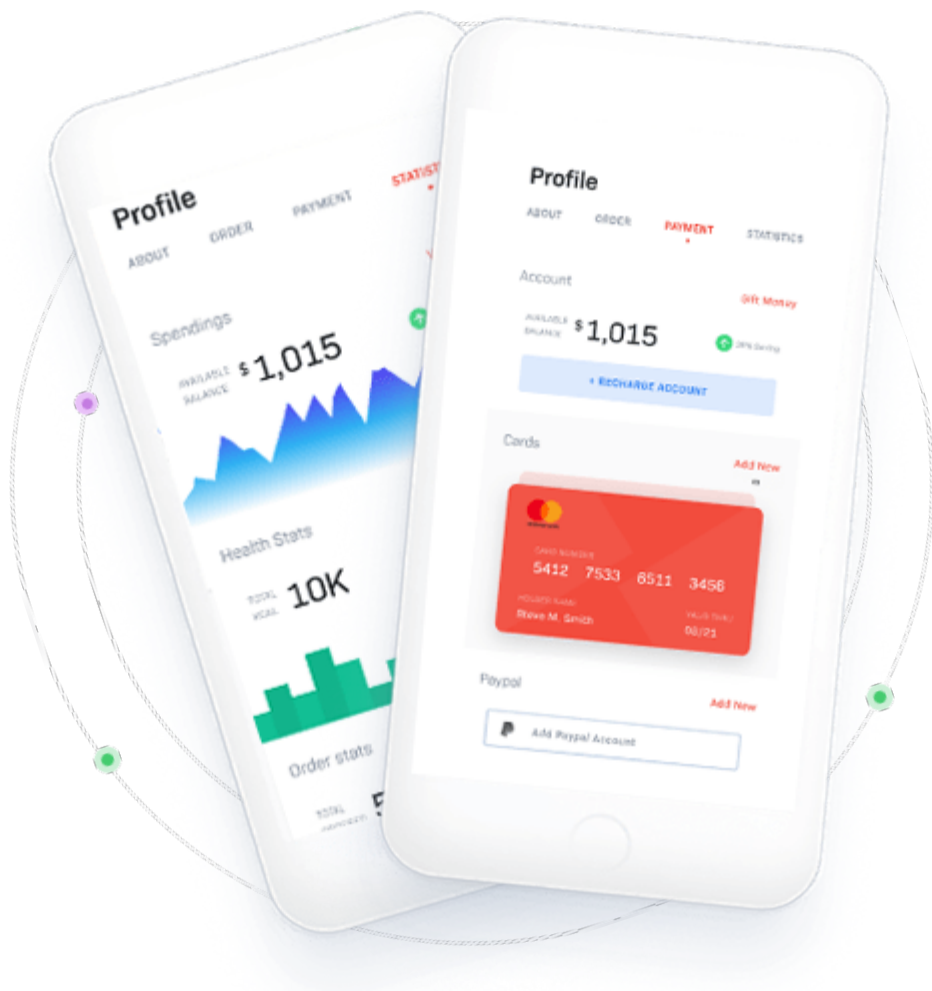 Profile
ABOUT ORDER PAYMENT STATIST
Spendings
AVAILABLE
BALANCE
$ 1,015
Health Stats
TOTAL
10K
Order stats
TOTAL
5
Profile
ABOUT ORDER PAYMENT STATISTICS
Account
Gift Money
AVAILABLE
BALANCE
$ 1,015
+ RECHARGE ACCOUNT
Cards
Add New
CARD NUMBER
5412 7533 6511 3456
HOLDER NAME
VALID THRU
Steve M. Smith
08/21
Paypal
Add New
Add Paypal Account